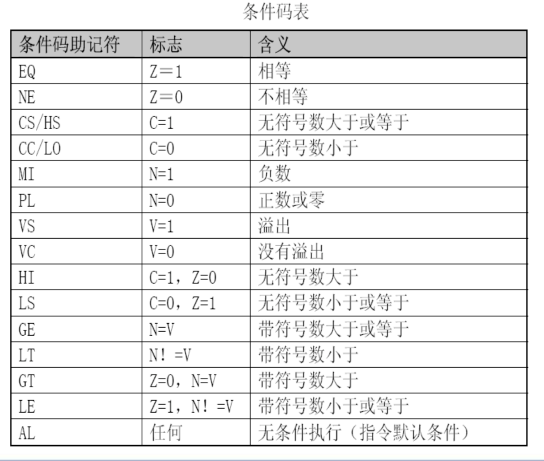 条件码表
条件码助记符 标志 含义
EQ Z＝1 相等
NE Z＝0 不相等
CS/HS C=1 无符号数大于或等于
CC/LO C=0 无符号数小于
MI N=1 负数
PL N=0 正数或零
VS V=1 溢出
VC V=0 没有溢出
HI C=1，Z=0 无符号数大于
LS C=0，Z=1 无符号数小于或等于
GE N=V 带符号数大于或等于
LT N！=V 带符号数小于
GT Z=0，N=V 带符号数大于
LE Z=1，N！=V 带符号数小于或等于
AL 任何 无条件执行（指令默认条件）